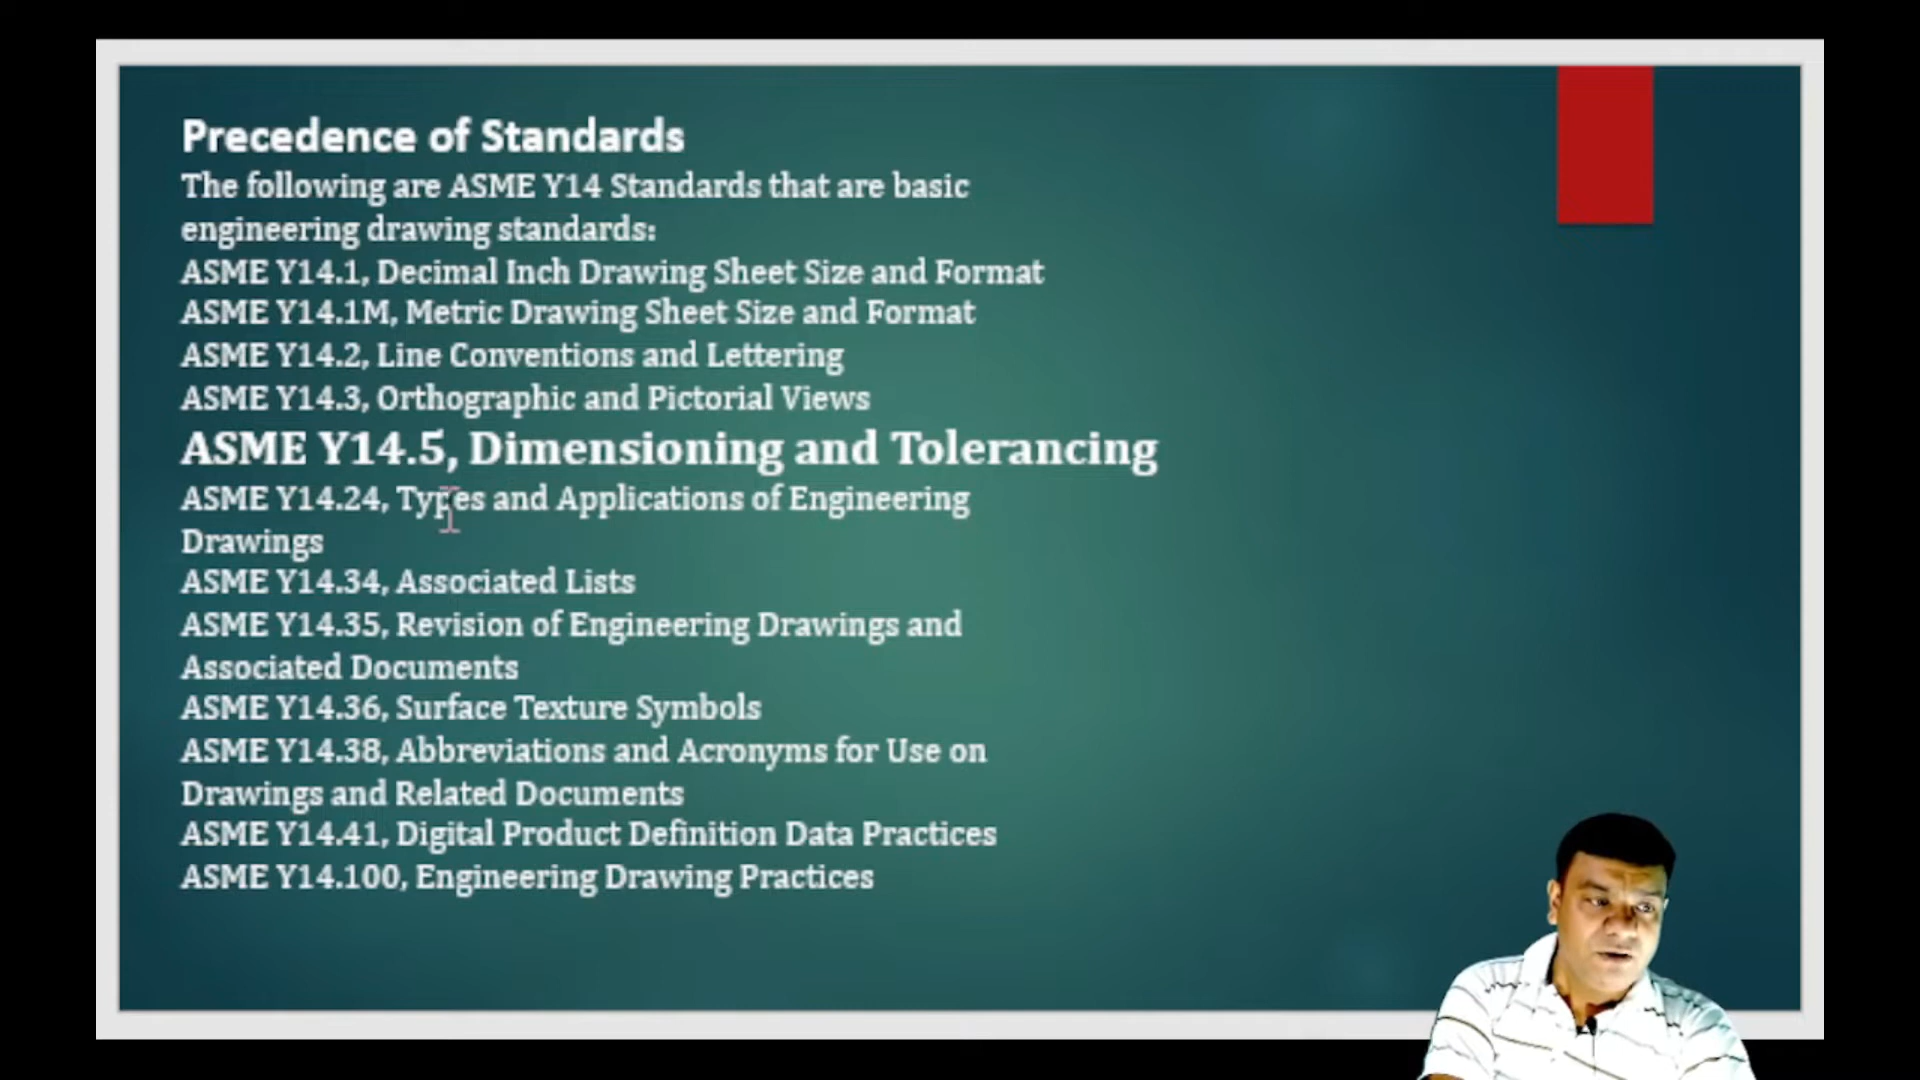 Precedence of Standards
The following are ASME Y14 Standards that are basic
engineering drawing standards:
ASME Y14.1, Decimal Inch Drawing Sheet Size and Format
ASME Y14.1M, Metric Drawing Sheet Size and Format
ASME Y14.2, Line Conventions and Lettering
ASME Y14.3, Orthographic and Pictorial Views
ASME Y14.5, Dimensioning and Tolerancing
ASME Y14.24, Types and Applications of Engineering
Drawings
ASME Y14.34, Associated Lists
ASME Y14.35, Revision of Engineering Drawings and
Associated Documents
ASME Y14.36, Surface Texture Symbols
ASME Y14.38, Abbreviations and Acronyms for Use on
Drawings and Related Documents
ASME Y14.41, Digital Product Definition Data Practices
ASME Y14.100, Engineering Drawing Practices